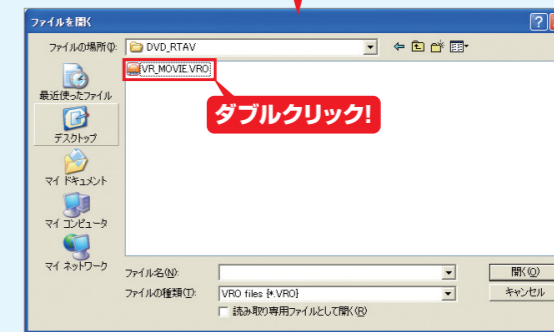 ファイルを開く
ファイルの場所(I): DVD_RTAV
VR_MOVIE.VRO
ダブルクリック!
最近使ったファイル
デスクトップ
マイ ドキュメント
マイ コンピュータ
マイ ネットワーク
ファイル名(N): 開く(O)
ファイルの種類(T): VRO files {*.VRO} キャンセル
読み取り専用ファイルとして開く(R)